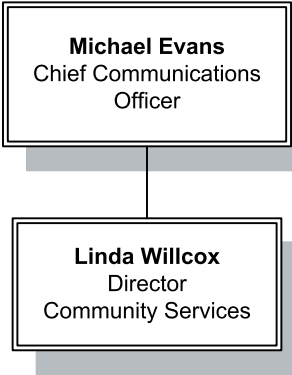 Michael Evans
Chief Communications
Officer
Linda Willcox
Director
Community Services